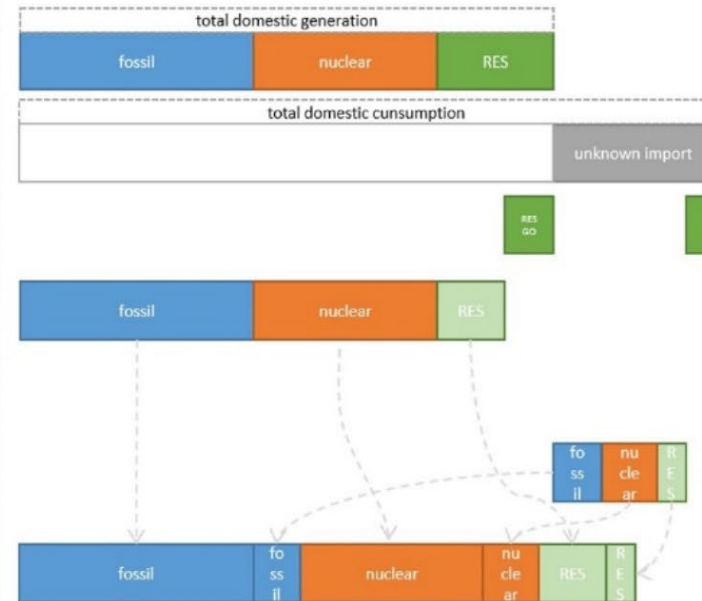 total domestic generation
fossil nuclear RES
total domestic cunsumption
unknown import
RES
GO
fossil nuclear RES
fo nu R
ss cle E
il ar S
fossil fo ss il nuclear nu cle ar RES R E S